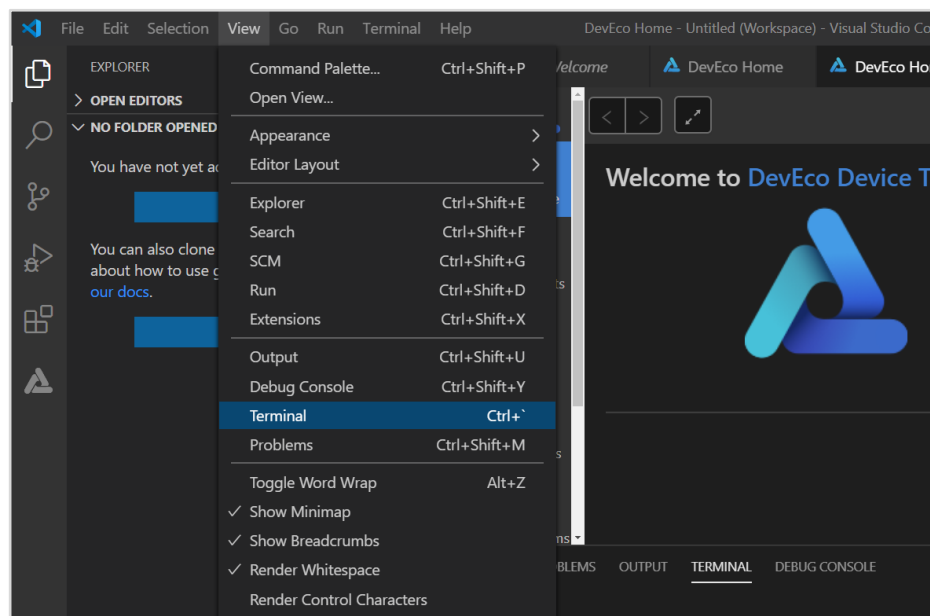 File Edit Selection View Go Run Terminal Help DevEco Home - Untitled (Workspace) - Visual Studio Co
EXPLORER
OPEN EDITORS
NO FOLDER OPENED
You have not yet
You can also clone
about how to use
our docs.
Command Palette... Ctrl+Shift+P
Open View...
Appearance
Editor Layout
Explorer Ctrl+Shift+E
Search Ctrl+Shift+F
SCM Ctrl+Shift+G
Run Ctrl+Shift+D
Extensions Ctrl+Shift+X
Output Ctrl+Shift+U
Debug Console Ctrl+Shift+Y
Terminal Ctrl+`
Problems Ctrl+Shift+M
Toggle Word Wrap Alt+Z
Show Minimap
Show Breadcrumbs
Render Whitespace
Render Control Characters
elcome DevEco Home DevEco Ho
Welcome to DevEco Device T
BLEMS OUTPUT TERMINAL DEBUG CONSOLE